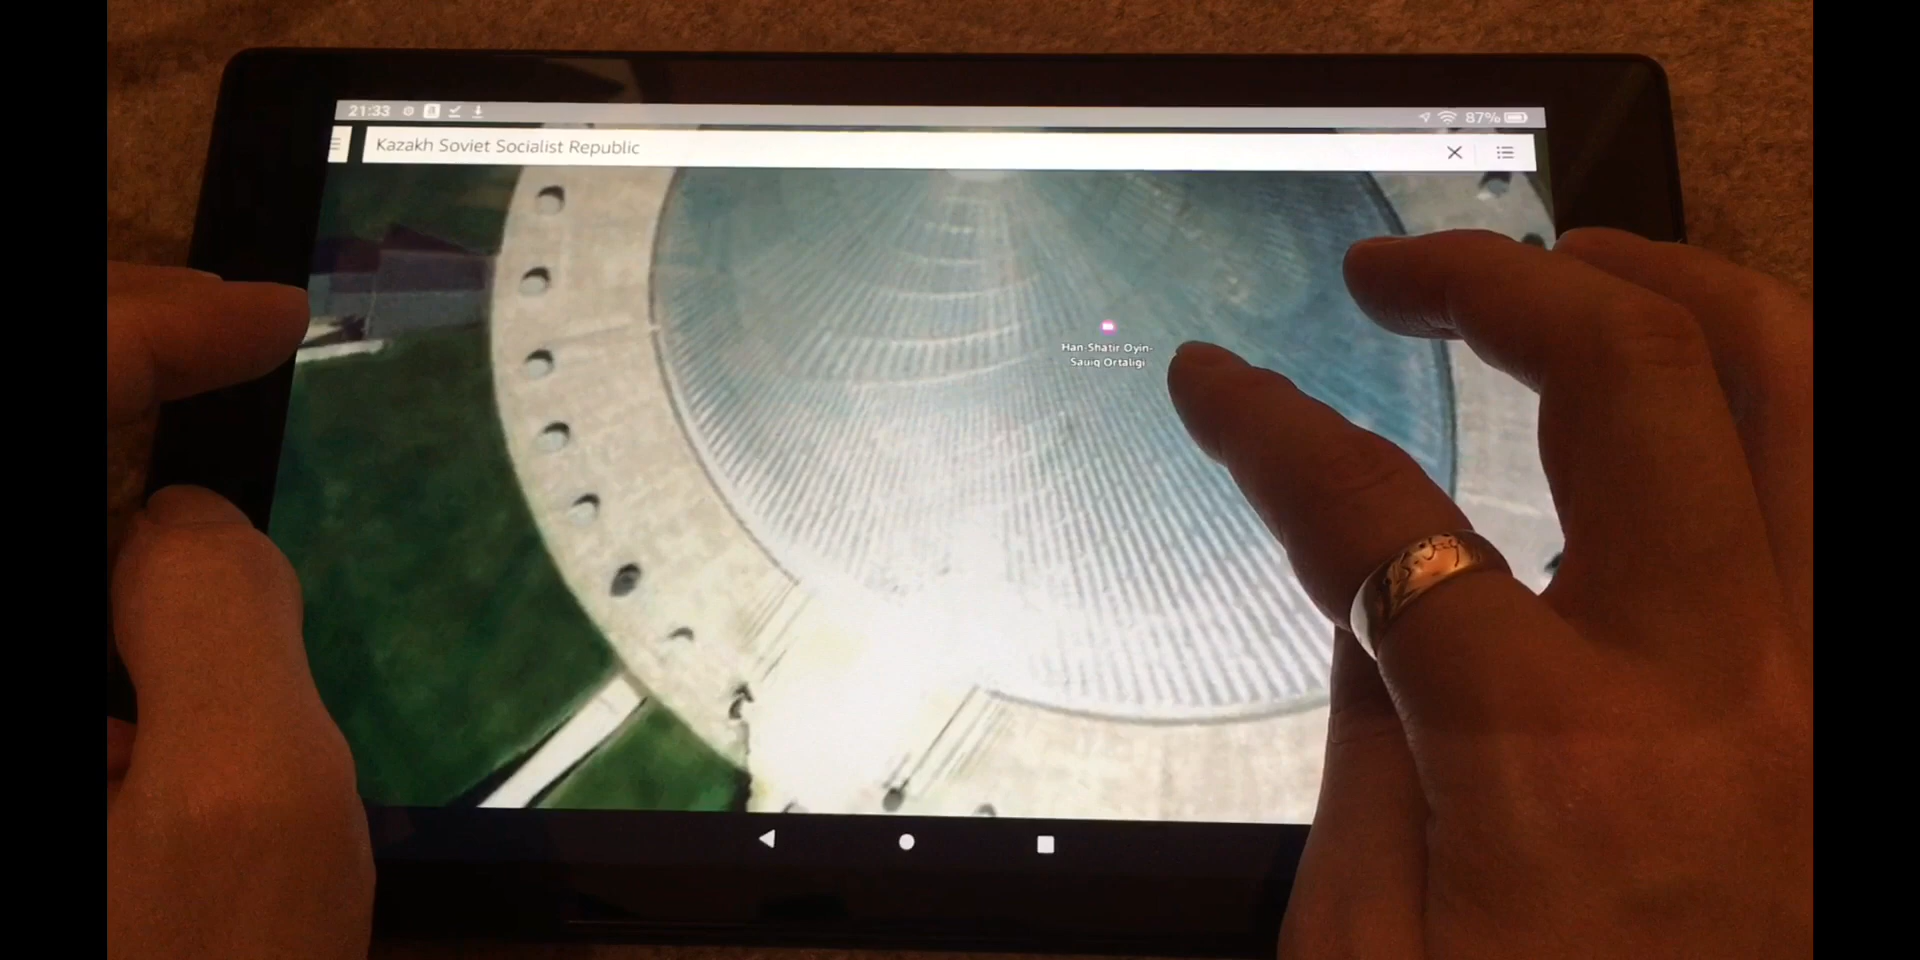 21:33
87%
Kazakh Soviet Socialist Republic
Han-Shatir Oyin-
Sauiq Ortaligi